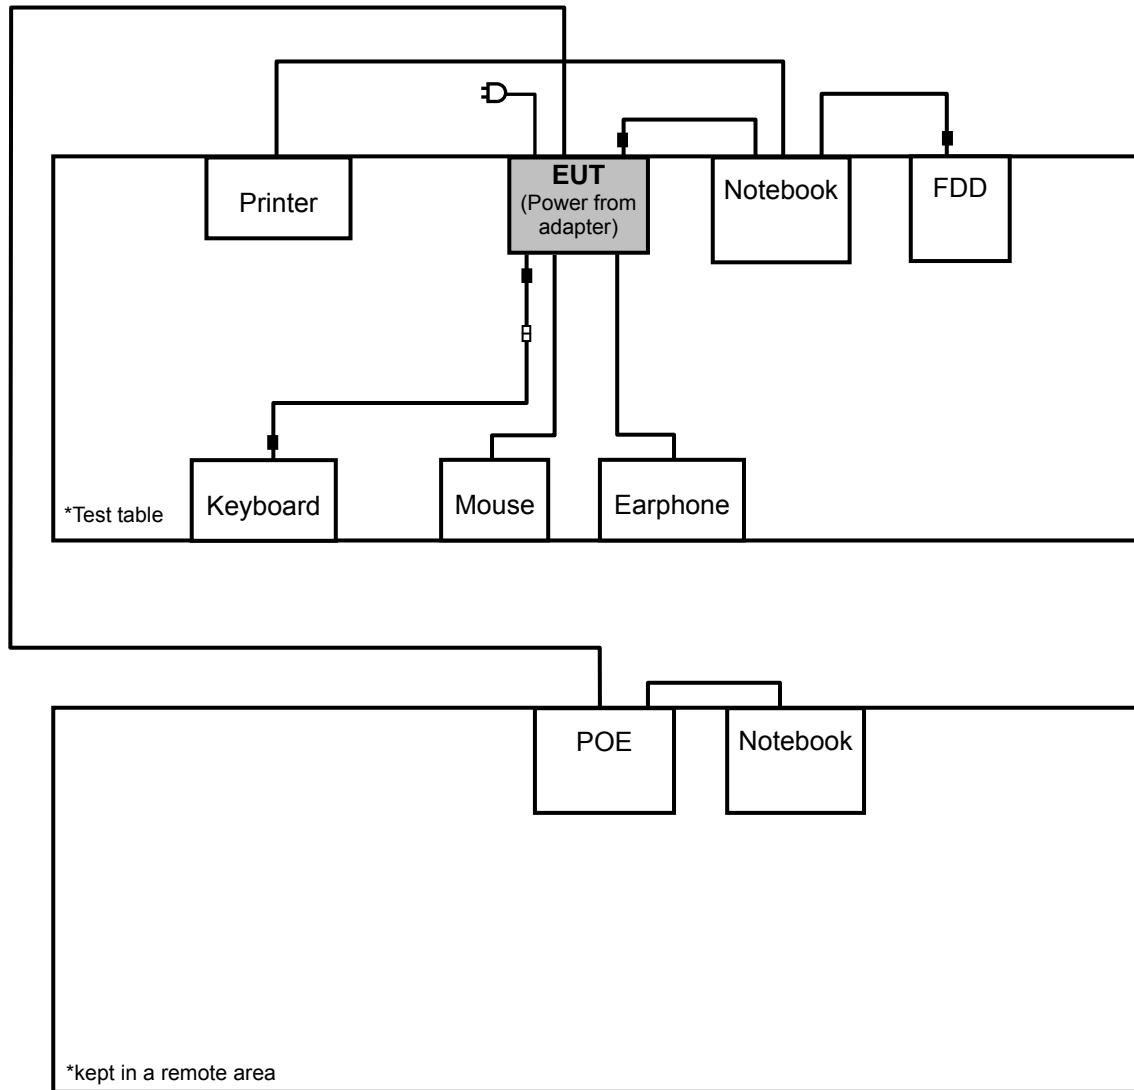 Printer
EUT
(Power from
adapter)
Notebook
FDD
Keyboard
Mouse
Earphone
*Test table
POE
Notebook
*kept in a remote area